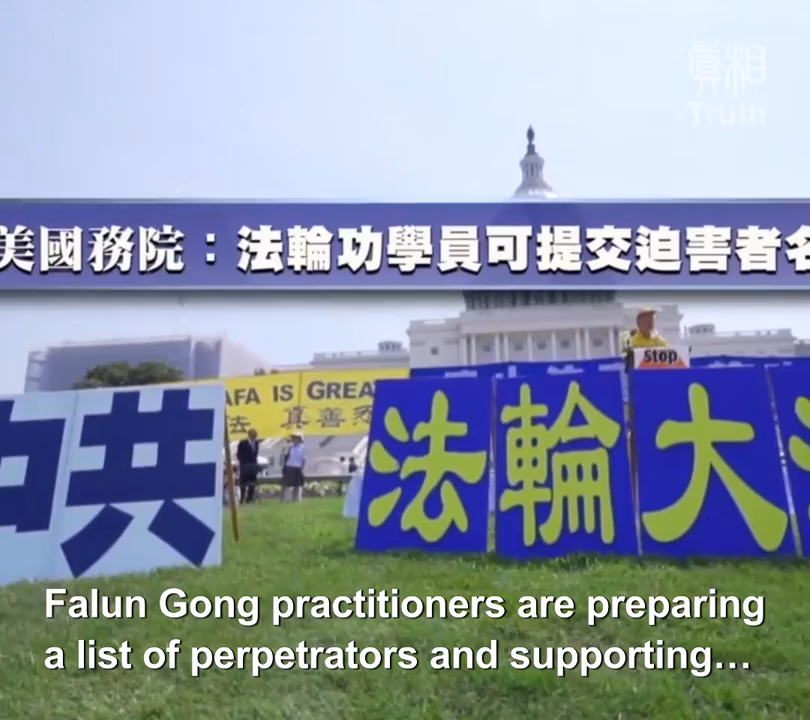 真相
Truth
美國務院：法輪功學員可提交迫害者名
Stop
AFA IS GREA
法 真善忍
中共
法輪大法
Falun Gong practitioners are preparing
a list of perpetrators and supporting…